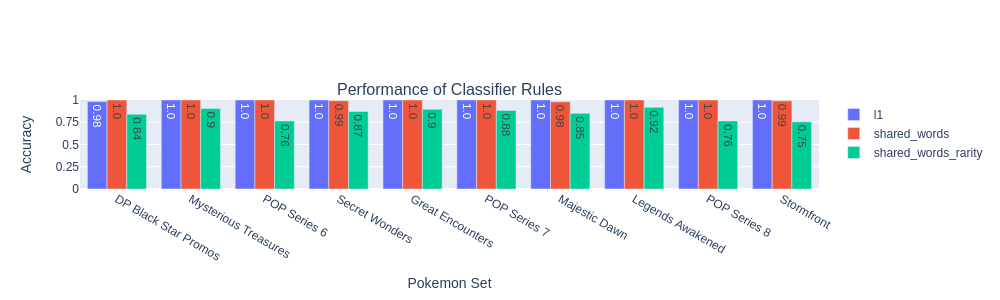 Performance of Classifier Rules
Accuracy
1
0.75
0.5
0.25
0
0.98
1.0
0.84
1.0
1.0
0.9
1.0
1.0
0.76
1.0
0.99
0.87
1.0
1.0
0.9
1.0
1.0
0.88
1.0
0.98
0.85
1.0
1.0
0.92
1.0
1.0
0.76
1.0
0.99
0.75
DP Black Star Promos
Mysterious Treasures
POP Series 6
Secret Wonders
Great Encounters
POP Series 7
Majestic Dawn
Legends Awakened
POP Series 8
Stormfront
Pokemon Set
l1
shared_words
shared_words_rarity